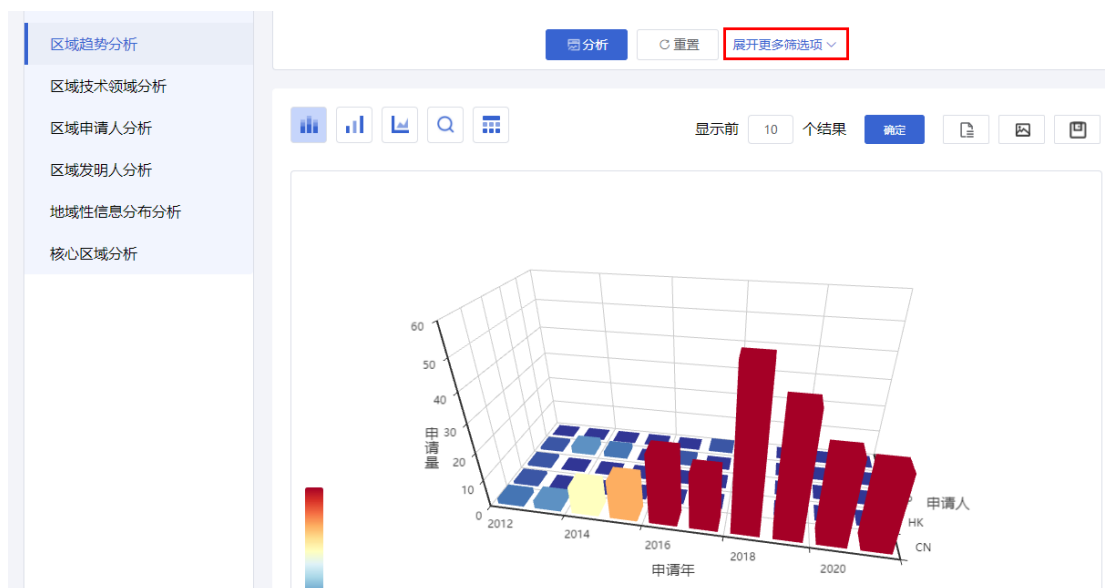 区域趋势分析
区域技术领域分析
区域申请人分析
区域发明人分析
地域性信息分布分析
核心区域分析
分析 重置 展开更多筛选项
显示前 10 个结果 确定
60
50
40
30
20
10
0
申请量
2012
2014
2016
2018
2020
申请年
申请人
HK
CN